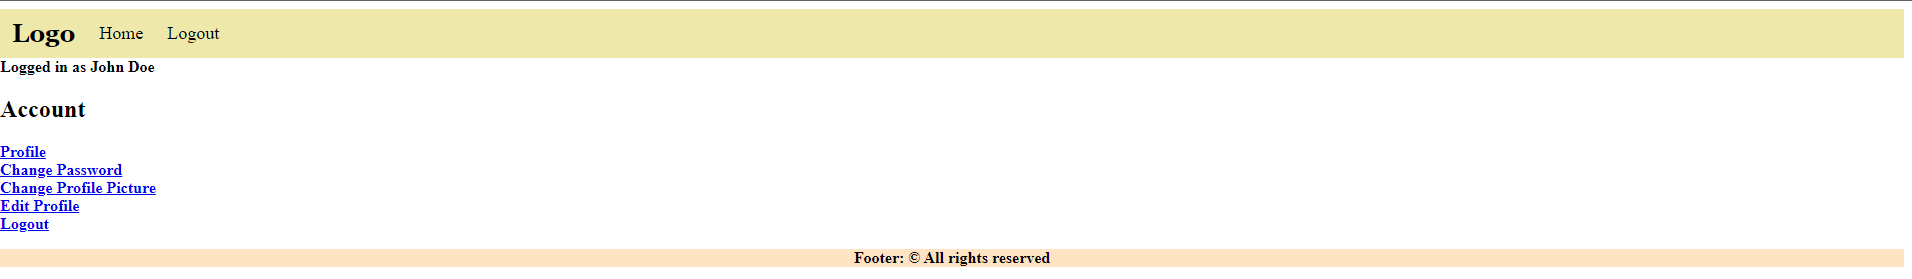 Logo Home Logout
Logged in as John Doe
Account
Profile
Change Password
Change Profile Picture
Edit Profile
Logout
Footer: © All rights reserved